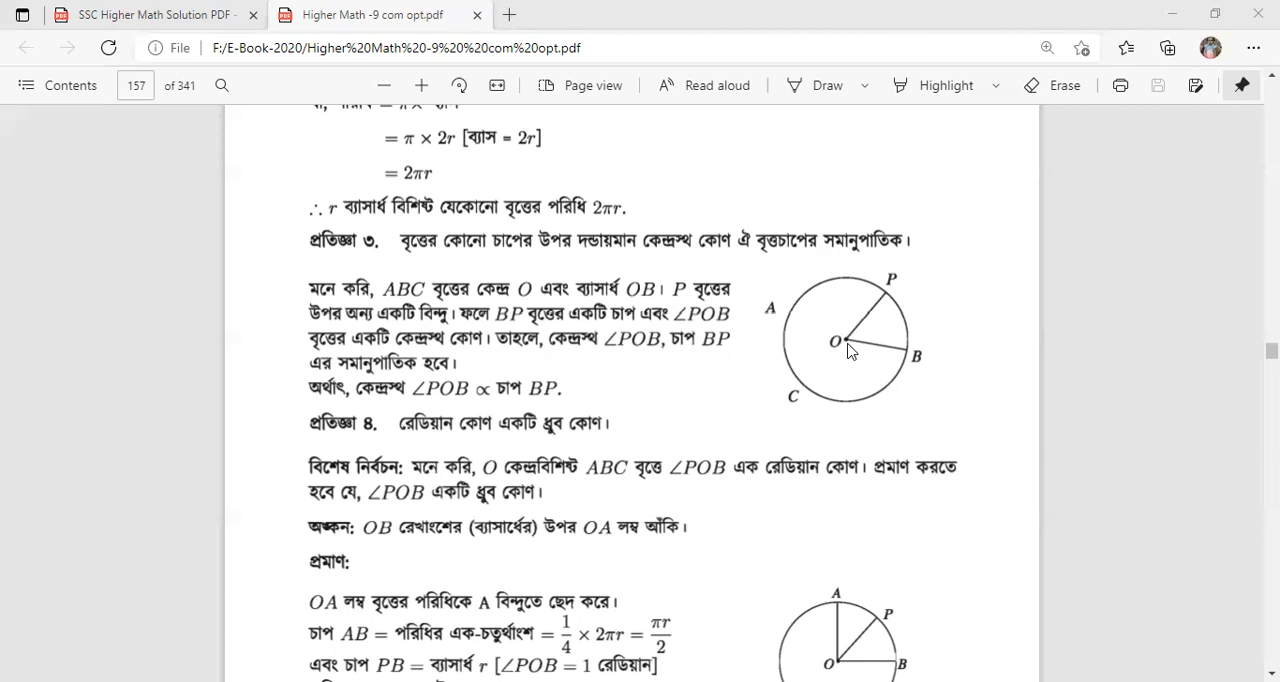 SSC Higher Math Solution PDF -
Higher Math -9 com opt.pdf
File
F:/E-Book-2020/Higher%20Math%20-9%20%20com%20opt.pdf
Contents
157
of 341
Page view
Read aloud
Draw
Highlight
Erase
= π × 2r [ব্যাস = 2r]
= 2πr
∴ r ব্যাসার্ধ বিশিষ্ট যেকোনো বৃত্তের পরিধি 2πr.
প্রতিজ্ঞা ৩. বৃত্তের কোনো চাপের উপর দন্ডায়মান কেন্দ্রস্থ কোণ ঐ বৃত্তচাপের সমানুপাতিক।
মনে করি, ABC বৃত্তের কেন্দ্র O এবং ব্যাসার্ধ OB। P বৃত্তের
উপর অন্য একটি বিন্দু। ফলে BP বৃত্তের একটি চাপ এবং ∠POB
বৃত্তের একটি কেন্দ্রস্থ কোণ। তাহলে, কেন্দ্রস্থ ∠POB, চাপ BP
এর সমানুপাতিক হবে।
অর্থাৎ, কেন্দ্রস্থ ∠POB ∝ চাপ BP.
P
A
O
B
C
প্রতিজ্ঞা ৪. রেডিয়ান কোণ একটি ধ্রুব কোণ।
বিশেষ নির্বচন: মনে করি, O কেন্দ্রবিশিষ্ট ABC বৃত্তে ∠POB এক রেডিয়ান কোণ। প্রমাণ করতে
হবে যে, ∠POB একটি ধ্রুব কোণ।
অঙ্কন: OB রেখাংশের (ব্যাসার্ধের) উপর OA লম্ব আঁকি।
প্রমাণ:
OA লম্ব বৃত্তের পরিধিকে A বিন্দুতে ছেদ করে।
চাপ AB = পরিধির এক-চতুর্থাংশ = 1/4 × 2πr = πr/2
এবং চাপ PB = ব্যাসার্ধ r [∠POB = 1 রেডিয়ান]
A
P
O
B